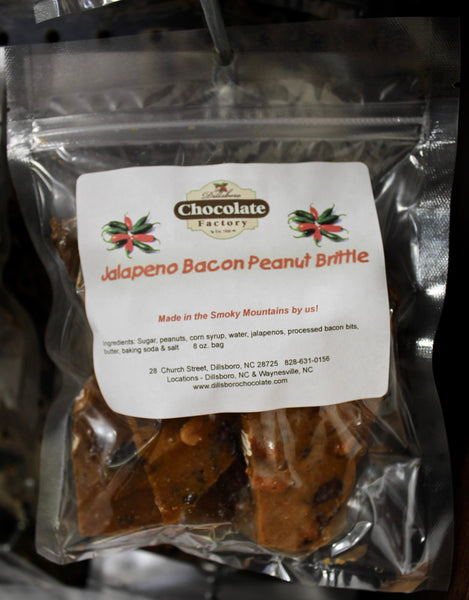 Dillsboro
Chocolate
Factory
Jalapeno Bacon Peanut Brittle
Made in the Smoky Mountains by us!
Ingredients: Sugar, peanuts, corn syrup, water, jalapenos, processed bacon bits,
butter, baking soda & salt 8 oz. bag
28 Church Street, Dillsboro, NC 28725 828-631-0156
Locations - Dillsboro, NC & Waynesville, NC
www.dillsborochocolate.com